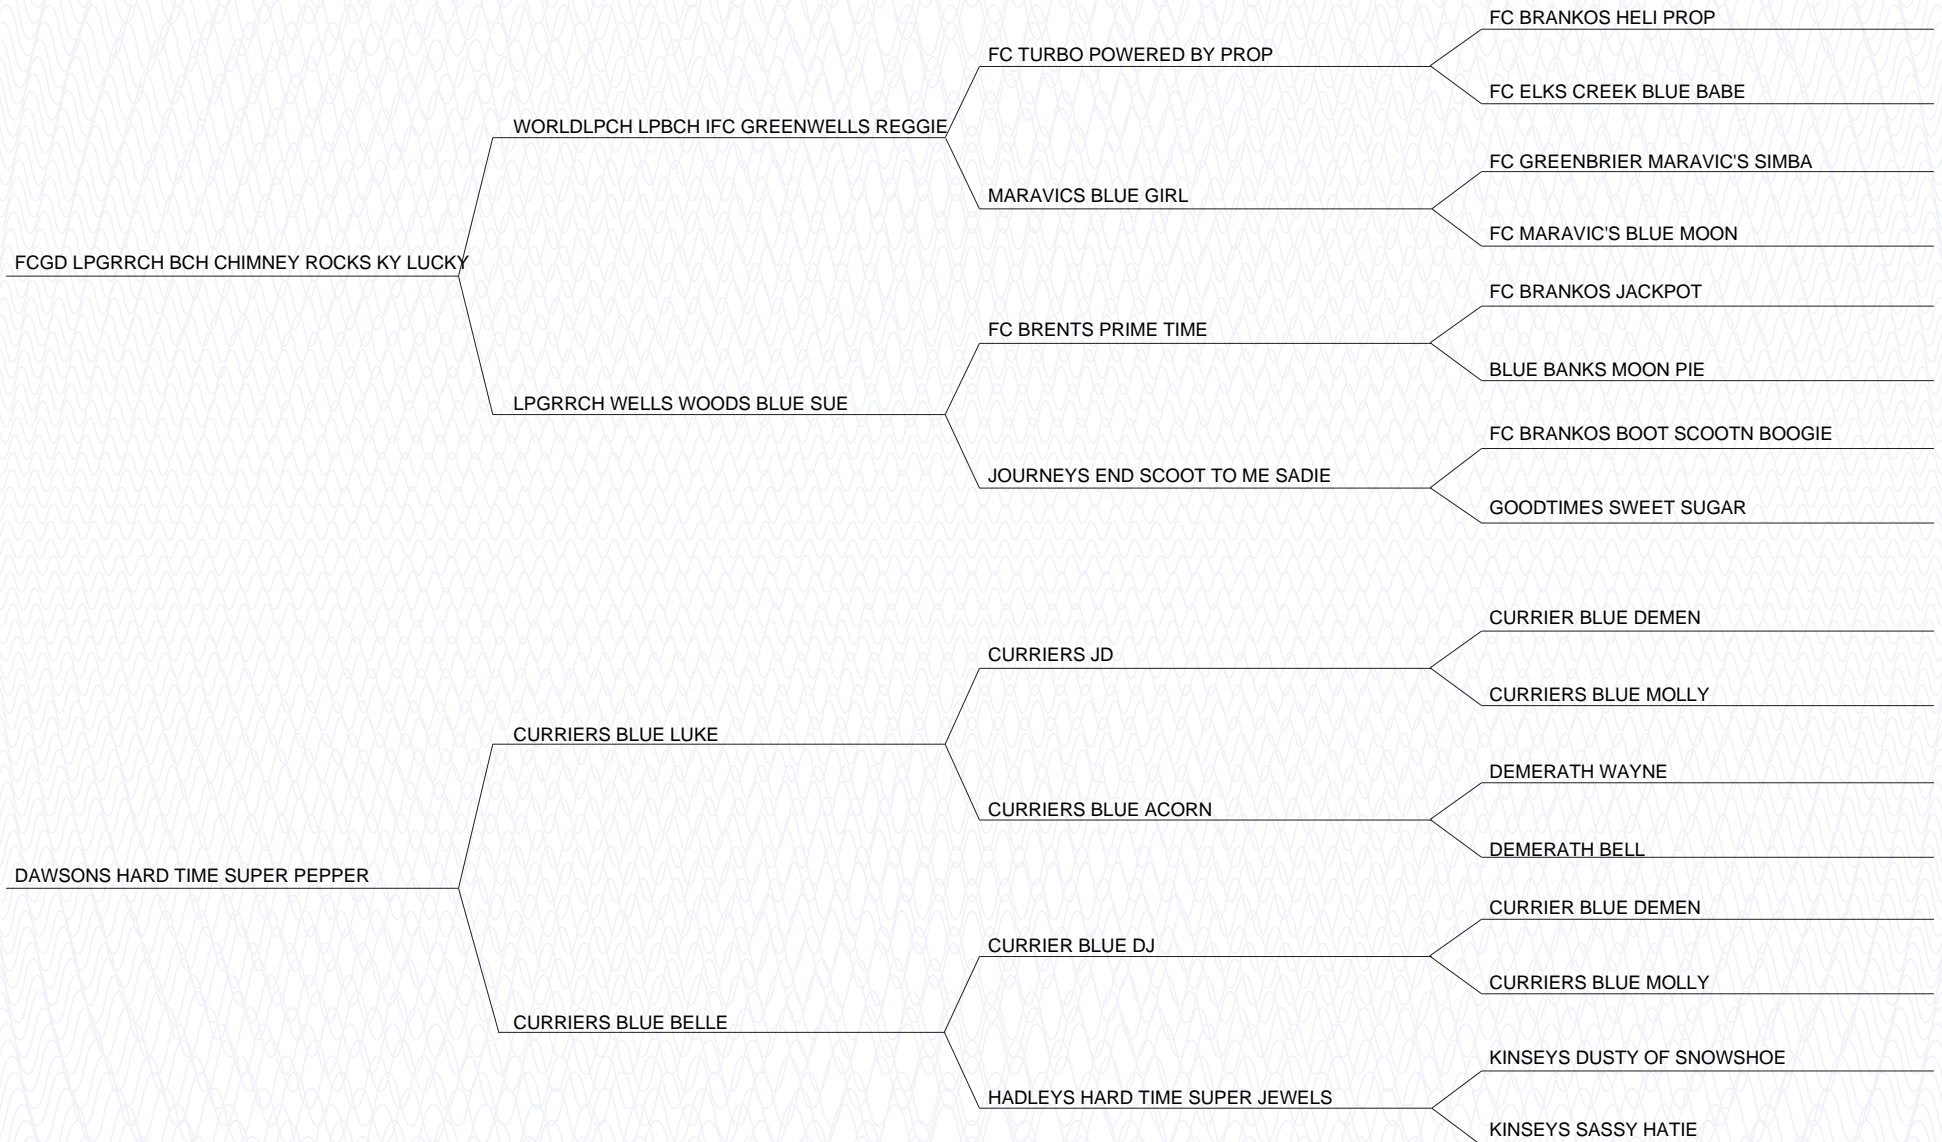 FC BRANKOS HELI PROP
FC TURBO POWERED BY PROP
FC ELKS CREEK BLUE BABE
WORLDLPCH LPBCH IFC GREENWELLS REGGIE
FC GREENBRIER MARAVIC'S SIMBA
MARAVICS BLUE GIRL
FC MARAVIC'S BLUE MOON
FCGD LPGRRCH BCH CHIMNEY ROCKS KY LUCKY
FC BRANKOS JACKPOT
FC BRENTS PRIME TIME
BLUE BANKS MOON PIE
LPGRRCH WELLS WOODS BLUE SUE
FC BRANKOS BOOT SCOOTN BOOGIE
JOURNEYS END SCOOT TO ME SADIE
GOODTIMES SWEET SUGAR
CURRIER BLUE DEMEN
CURRIERS JD
CURRIERS BLUE MOLLY
CURRIERS BLUE LUKE
DEMERATH WAYNE
CURRIERS BLUE ACORN
DEMERATH BELL
DAWSONS HARD TIME SUPER PEPPER
CURRIER BLUE DEMEN
CURRIER BLUE DJ
CURRIERS BLUE MOLLY
CURRIERS BLUE BELLE
KINSEYS DUSTY OF SNOWSHOE
HADLEYS HARD TIME SUPER JEWELS
KINSEYS SASSY HATIE